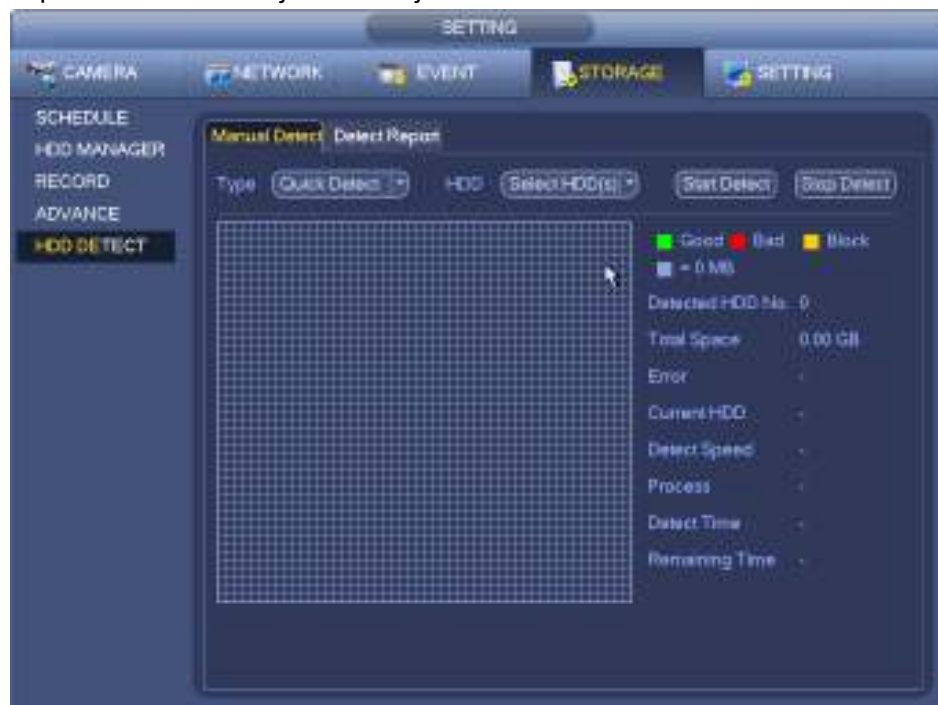 SETTING
CAMERA NETWORK EVENT STORAGE SETTING
SCHEDULE
HDD MANAGER
RECORD
ADVANCE
HDD DETECT
Manual Detect Detect Report
Type Quick Detect HDD Select HDD(s) Start Detect Stop Detect
Good Bad Block
= 0 MB
Detected HDD No. 0
Total Space 0.00 GB
Error -
Current HDD -
Detect Speed -
Process -
Detect Time -
Remaining Time -